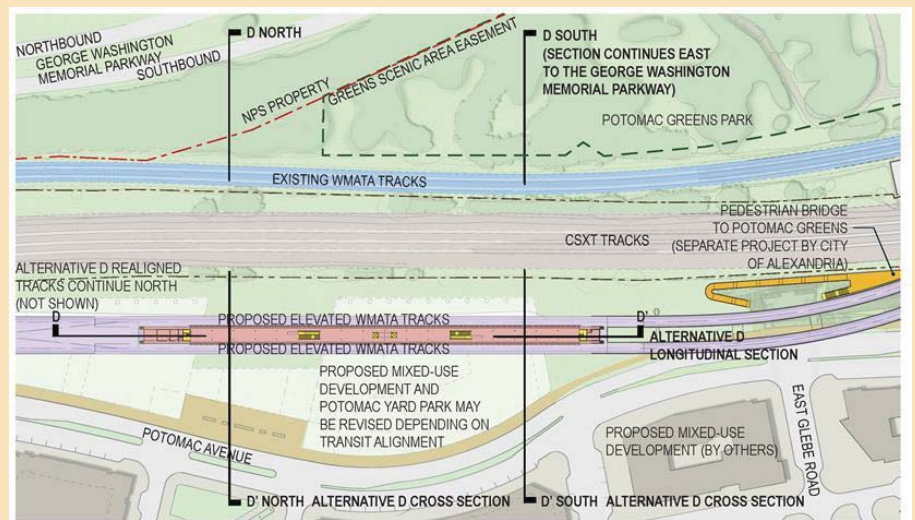 NORTHBOUND
GEORGE WASHINGTON
MEMORIAL PARKWAY
SOUTHBOUND
D NORTH
NPS PROPERTY
GREENS SCENIC AREA EASEMENT
D SOUTH
(SECTION CONTINUES EAST
TO THE GEORGE WASHINGTON
MEMORIAL PARKWAY)
POTOMAC GREENS PARK
EXISTING WMATA TRACKS
CSXT TRACKS
PEDESTRIAN BRIDGE
TO POTOMAC GREENS
(SEPARATE PROJECT BY CITY
OF ALEXANDRIA)
ALTERNATIVE D REALIGNED
TRACKS CONTINUE NORTH
(NOT SHOWN)
D
PROPOSED ELEVATED WMATA TRACKS
D'
PROPOSED ELEVATED WMATA TRACKS
ALTERNATIVE D
LONGITUDINAL SECTION
PROPOSED MIXED-USE
DEVELOPMENT AND
POTOMAC YARD PARK MAY
BE REVISED DEPENDING ON
TRANSIT ALIGNMENT
POTOMAC AVENUE
PROPOSED MIXED-USE
DEVELOPMENT (BY OTHERS)
EAST GLEBE ROAD
D' NORTH ALTERNATIVE D CROSS SECTION
D' SOUTH ALTERNATIVE D CROSS SECTION